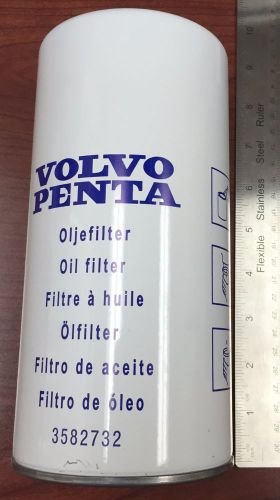 VOLVO
PENTA
Oljefilter
Oil filter
Filtre à huile
Ölfilter
Filtro de aceite
Filtro de óleo
3582732
Flexible Stainless Steel Ruler